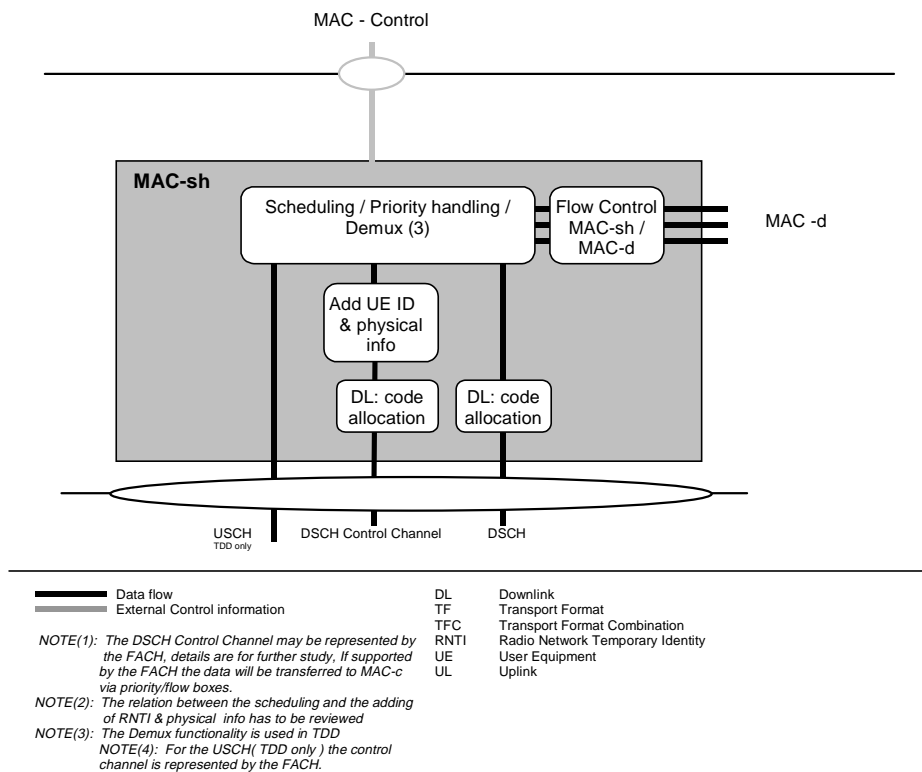 MAC - Control
MAC-sh
Scheduling / Priority handling /
Demux (3)
Flow Control
MAC-sh /
MAC-d
MAC -d
Add UE ID
& physical
info
DL: code
allocation
DL: code
allocation
USCH
TDD only
DSCH Control Channel
DSCH
Data flow
External Control information
DL Downlink
TF Transport Format
TFC Transport Format Combination
RNTI Radio Network Temporary Identity
UE User Equipment
UL Uplink
NOTE(1): The DSCH Control Channel may be represented by
the FACH, details are for further study, If supported
by the FACH the data will be transferred to MAC-c
via priority/flow boxes.
NOTE(2): The relation between the scheduling and the adding
of RNTI & physical info has to be reviewed
NOTE(3): The Demux functionality is used in TDD
NOTE(4): For the USCH( TDD only ) the control
channel is represented by the FACH.